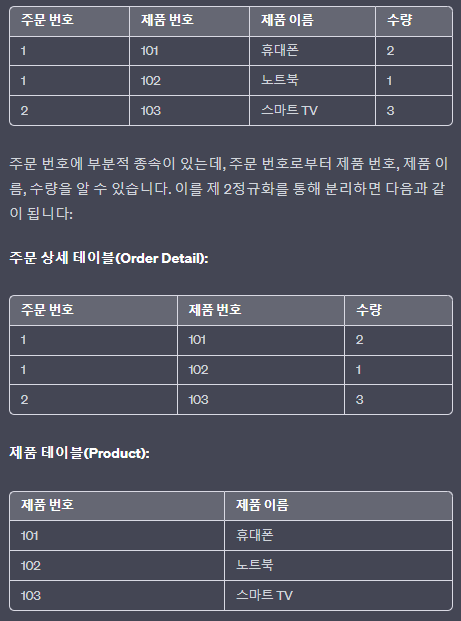 주문 번호 제품 번호 제품 이름 수량
1 101 휴대폰 2
1 102 노트북 1
2 103 스마트 TV 3
주문 번호에 부분적 종속이 있는데, 주문 번호로부터 제품 번호, 제품 이
름, 수량을 알 수 있습니다. 이를 제 2정규화를 통해 분리하면 다음과 같
이 됩니다:
주문 상세 테이블(Order Detail):
주문 번호 제품 번호 수량
1 101 2
1 102 1
2 103 3
제품 테이블(Product):
제품 번호 제품 이름
101 휴대폰
102 노트북
103 스마트 TV